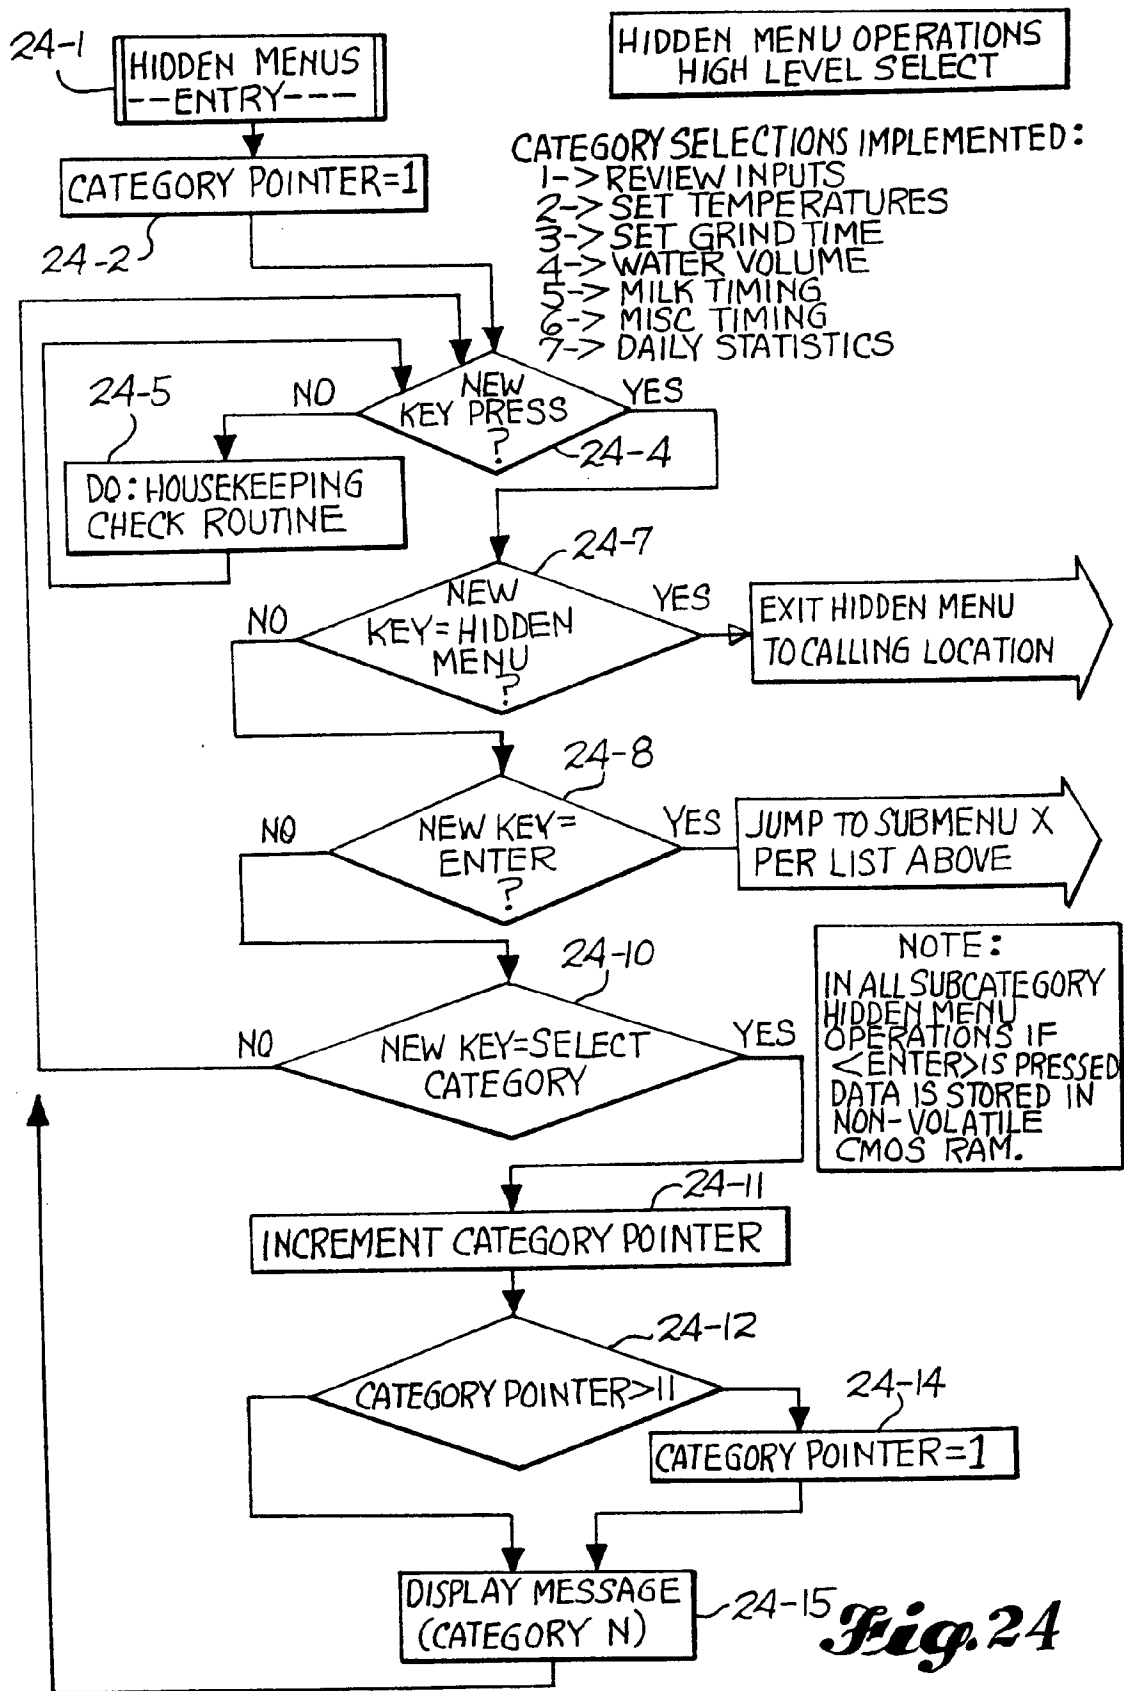 24-1
HIDDEN MENUS
--ENTRY---
HIDDEN MENU OPERATIONS
HIGH LEVEL SELECT
CATEGORY POINTER=1
24-2
CATEGORY SELECTIONS IMPLEMENTED:
1-> REVIEW INPUTS
2-> SET TEMPERATURES
3-> SET GRIND TIME
4-> WATER VOLUME
5-> MILK TIMING
6-> MISC TIMING
7-> DAILY STATISTICS
24-5
NO
NEW
KEY PRESS
?
YES
24-4
DO: HOUSEKEEPING
CHECK ROUTINE
24-7
NO
NEW
KEY=HIDDEN
MENU
?
YES
EXIT HIDDEN MENU
TO CALLING LOCATION
24-8
NO
NEW KEY=
ENTER
?
YES
JUMP TO SUBMENU X
PER LIST ABOVE
24-10
NO
NEW KEY=SELECT
CATEGORY
YES
NOTE:
IN ALL SUBCATEGORY
HIDDEN MENU
OPERATIONS IF
<ENTER> IS PRESSED
DATA IS STORED IN
NON-VOLATILE
CMOS RAM.
24-11
INCREMENT CATEGORY POINTER
24-12
CATEGORY POINTER>11
24-14
CATEGORY POINTER=1
DISPLAY MESSAGE
(CATEGORY N)
24-15
Fig.24